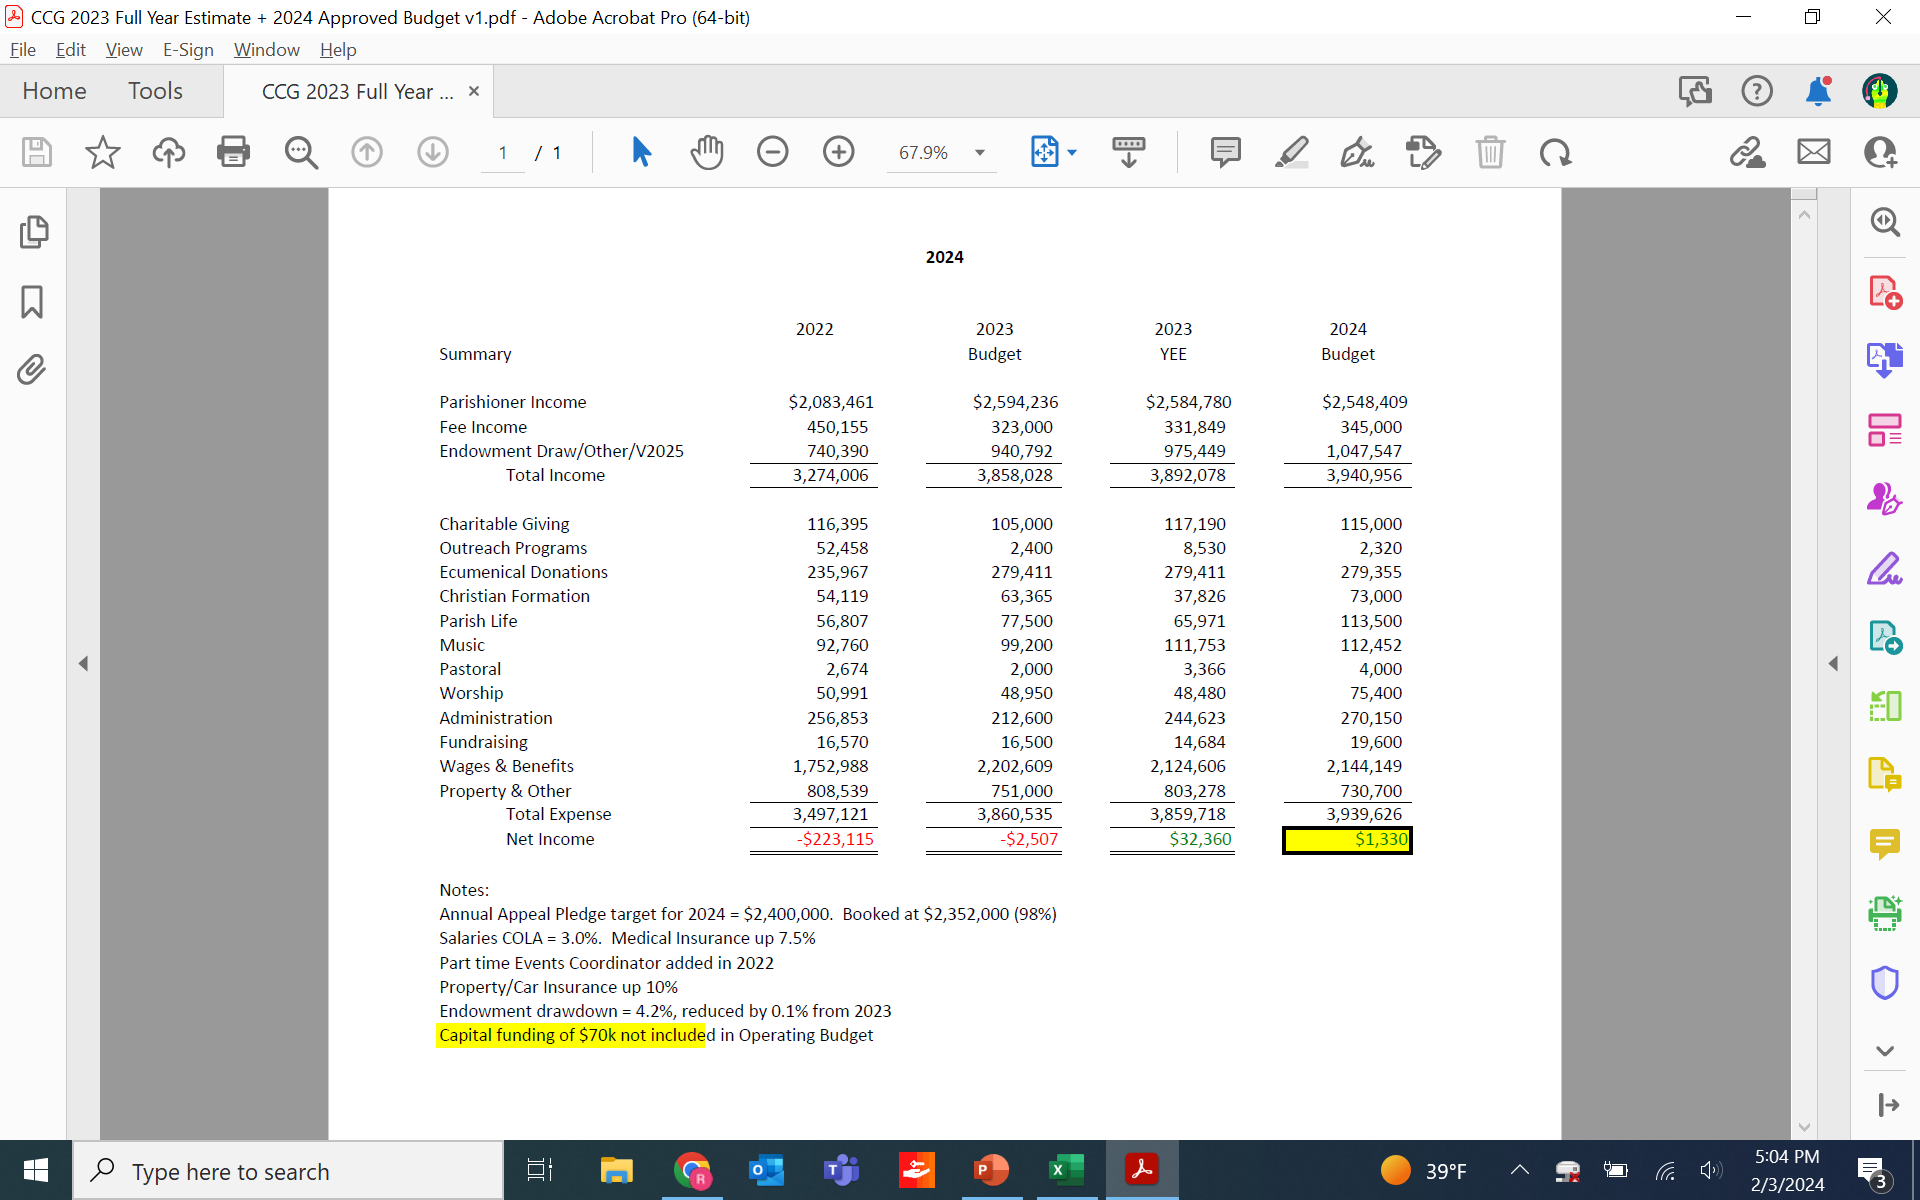 CCG 2023 Full Year Estimate + 2024 Approved Budget v1.pdf - Adobe Acrobat Pro (64-bit)
File Edit View E-Sign Window Help
Home Tools CCG 2023 Full Year ... ×
1 / 1 67.9%
2024
2022 2023 2023 2024
Summary Budget YEE Budget
Parishioner Income $2,083,461 $2,594,236 $2,584,780 $2,548,409
Fee Income 450,155 323,000 331,849 345,000
Endowment Draw/Other/V2025 740,390 940,792 975,449 1,047,547
Total Income 3,274,006 3,858,028 3,892,078 3,940,956
Charitable Giving 116,395 105,000 117,190 115,000
Outreach Programs 52,458 2,400 8,530 2,320
Ecumenical Donations 235,967 279,411 279,411 279,355
Christian Formation 54,119 63,365 37,826 73,000
Parish Life 56,807 77,500 65,971 113,500
Music 92,760 99,200 111,753 112,452
Pastoral 2,674 2,000 3,366 4,000
Worship 50,991 48,950 48,480 75,400
Administration 256,853 212,600 244,623 270,150
Fundraising 16,570 16,500 14,684 19,600
Wages & Benefits 1,752,988 2,202,609 2,124,606 2,144,149
Property & Other 808,539 751,000 803,278 730,700
Total Expense 3,497,121 3,860,535 3,859,718 3,939,626
Net Income -$223,115 -$2,507 $32,360 $1,330
Notes:
Annual Appeal Pledge target for 2024 = $2,400,000. Booked at $2,352,000 (98%)
Salaries COLA = 3.0%. Medical Insurance up 7.5%
Part time Events Coordinator added in 2022
Property/Car Insurance up 10%
Endowment drawdown = 4.2%, reduced by 0.1% from 2023
Capital funding of $70k not included in Operating Budget
Type here to search
39°F
5:04 PM
2/3/2024
3